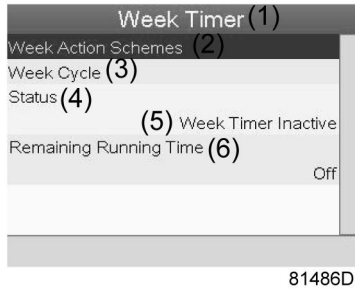 Week Timer (1)
Week Action Schemes (2)
Week Cycle (3)
Status (4)
(5) Week Timer Inactive
Remaining Running Time (6)
Off
81486D